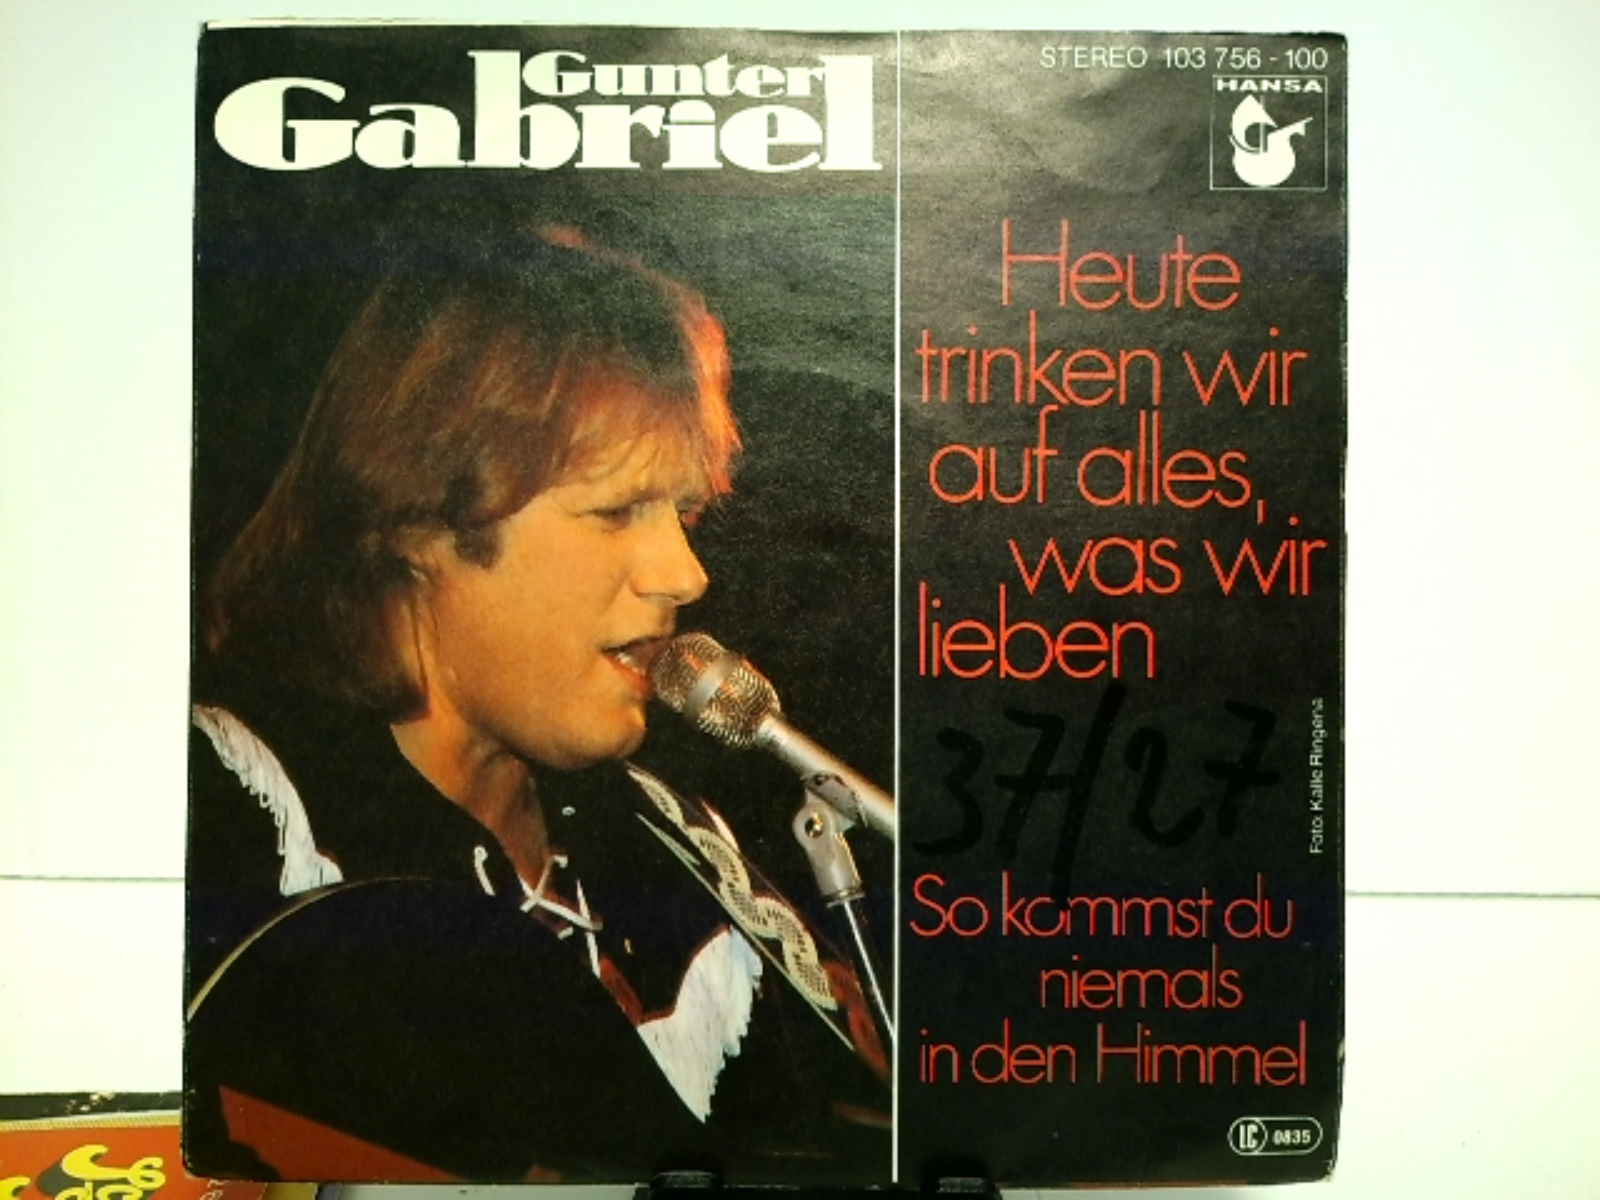 Gunter
Gabriel
STEREO 103 756 - 100
HANSA
Heute
trinken wir
auf alles,
was wir
lieben
37/27
Foto: Kalle Ringena
So kommst du
niemals
in den Himmel
LC 0835